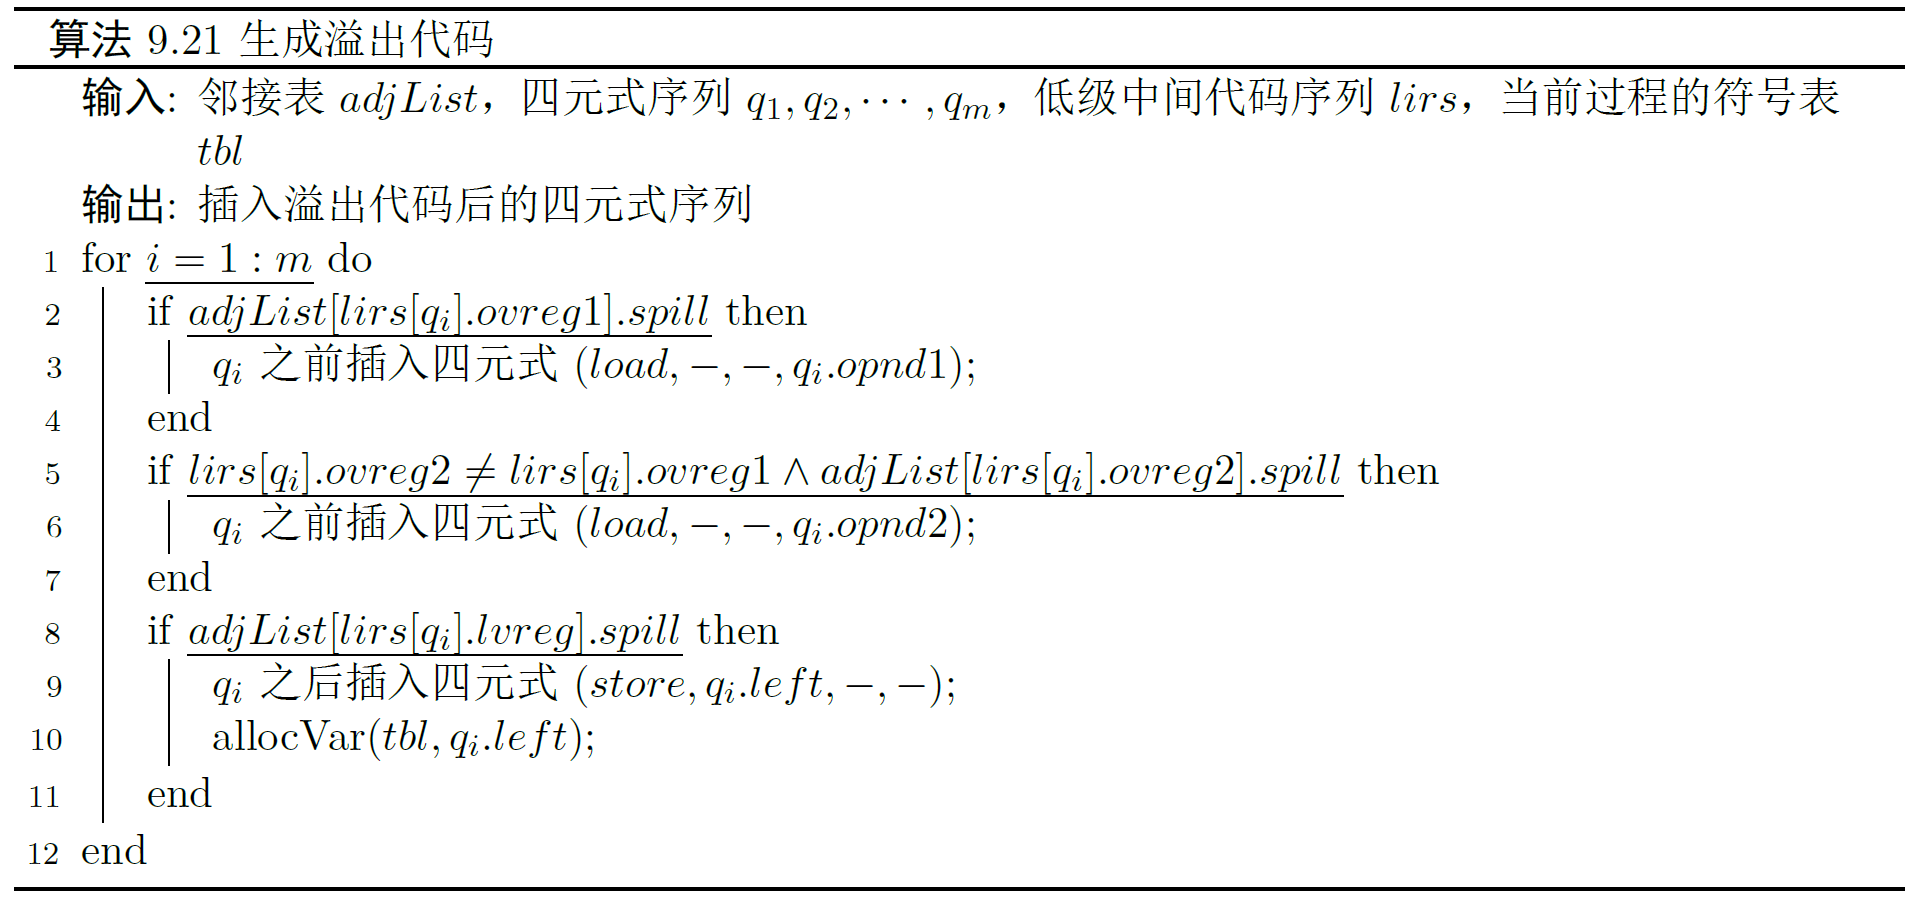 算法 9.21 生成溢出代码
输入: 邻接表 adjList，四元式序列 q₁, q₂, ⋯ , qₘ，低级中间代码序列 lirs，当前过程的符号表
tbl
输出: 插入溢出代码后的四元式序列
1 for i = 1 : m do
2 if adjList[lirs[qᵢ].ovreg1].spill then
3 qᵢ 之前插入四元式 (load, −, −, qᵢ.opnd1);
4 end
5 if lirs[qᵢ].ovreg2 ≠ lirs[qᵢ].ovreg1 ∧ adjList[lirs[qᵢ].ovreg2].spill then
6 qᵢ 之前插入四元式 (load, −, −, qᵢ.opnd2);
7 end
8 if adjList[lirs[qᵢ].lvreg].spill then
9 qᵢ 之后插入四元式 (store, qᵢ.left, −, −);
10 allocVar(tbl, qᵢ.left);
11 end
12 end